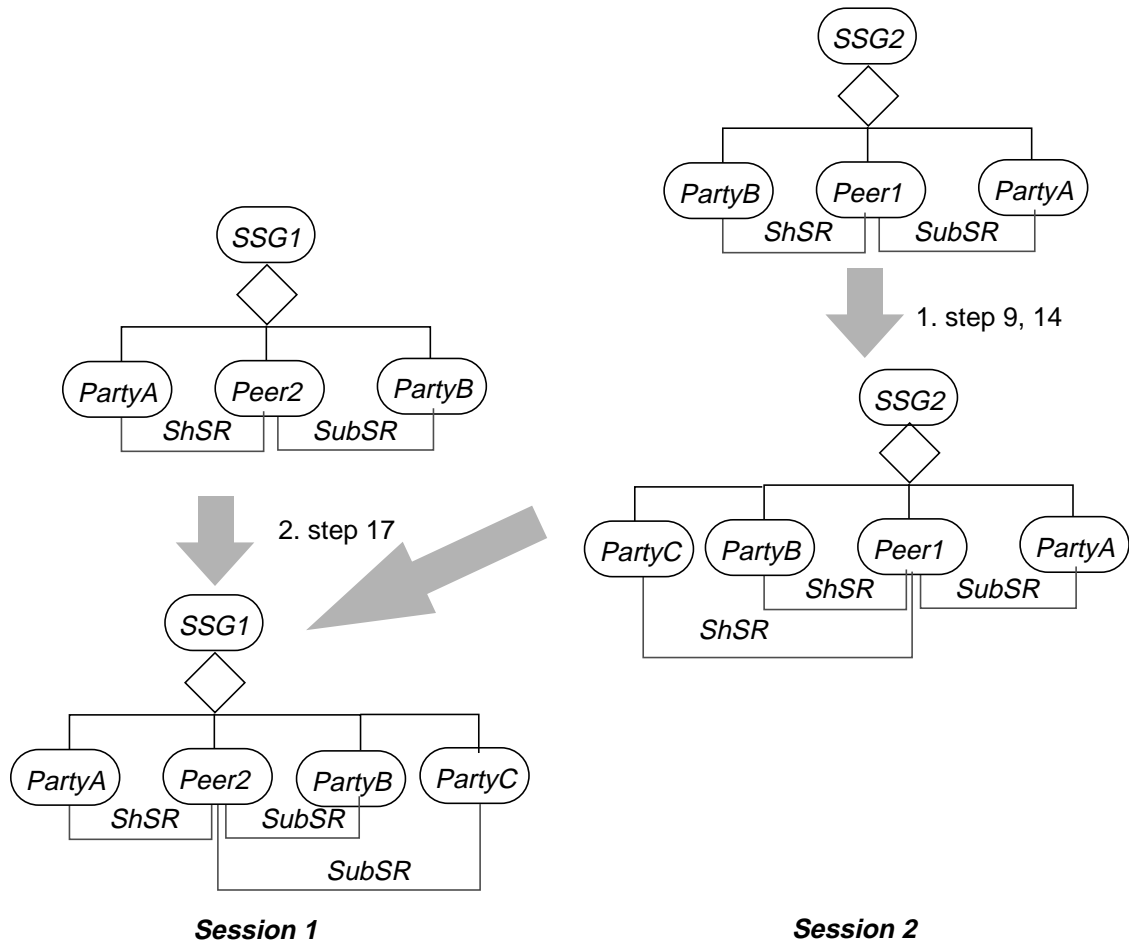 SSG2
PartyB
Peer1
PartyA
ShSR
SubSR
1. step 9, 14
SSG1
PartyA
Peer2
PartyB
ShSR
SubSR
SSG2
PartyC
PartyB
Peer1
PartyA
ShSR
SubSR
ShSR
2. step 17
SSG1
PartyA
Peer2
PartyB
PartyC
ShSR
SubSR
SubSR
Session 1
Session 2